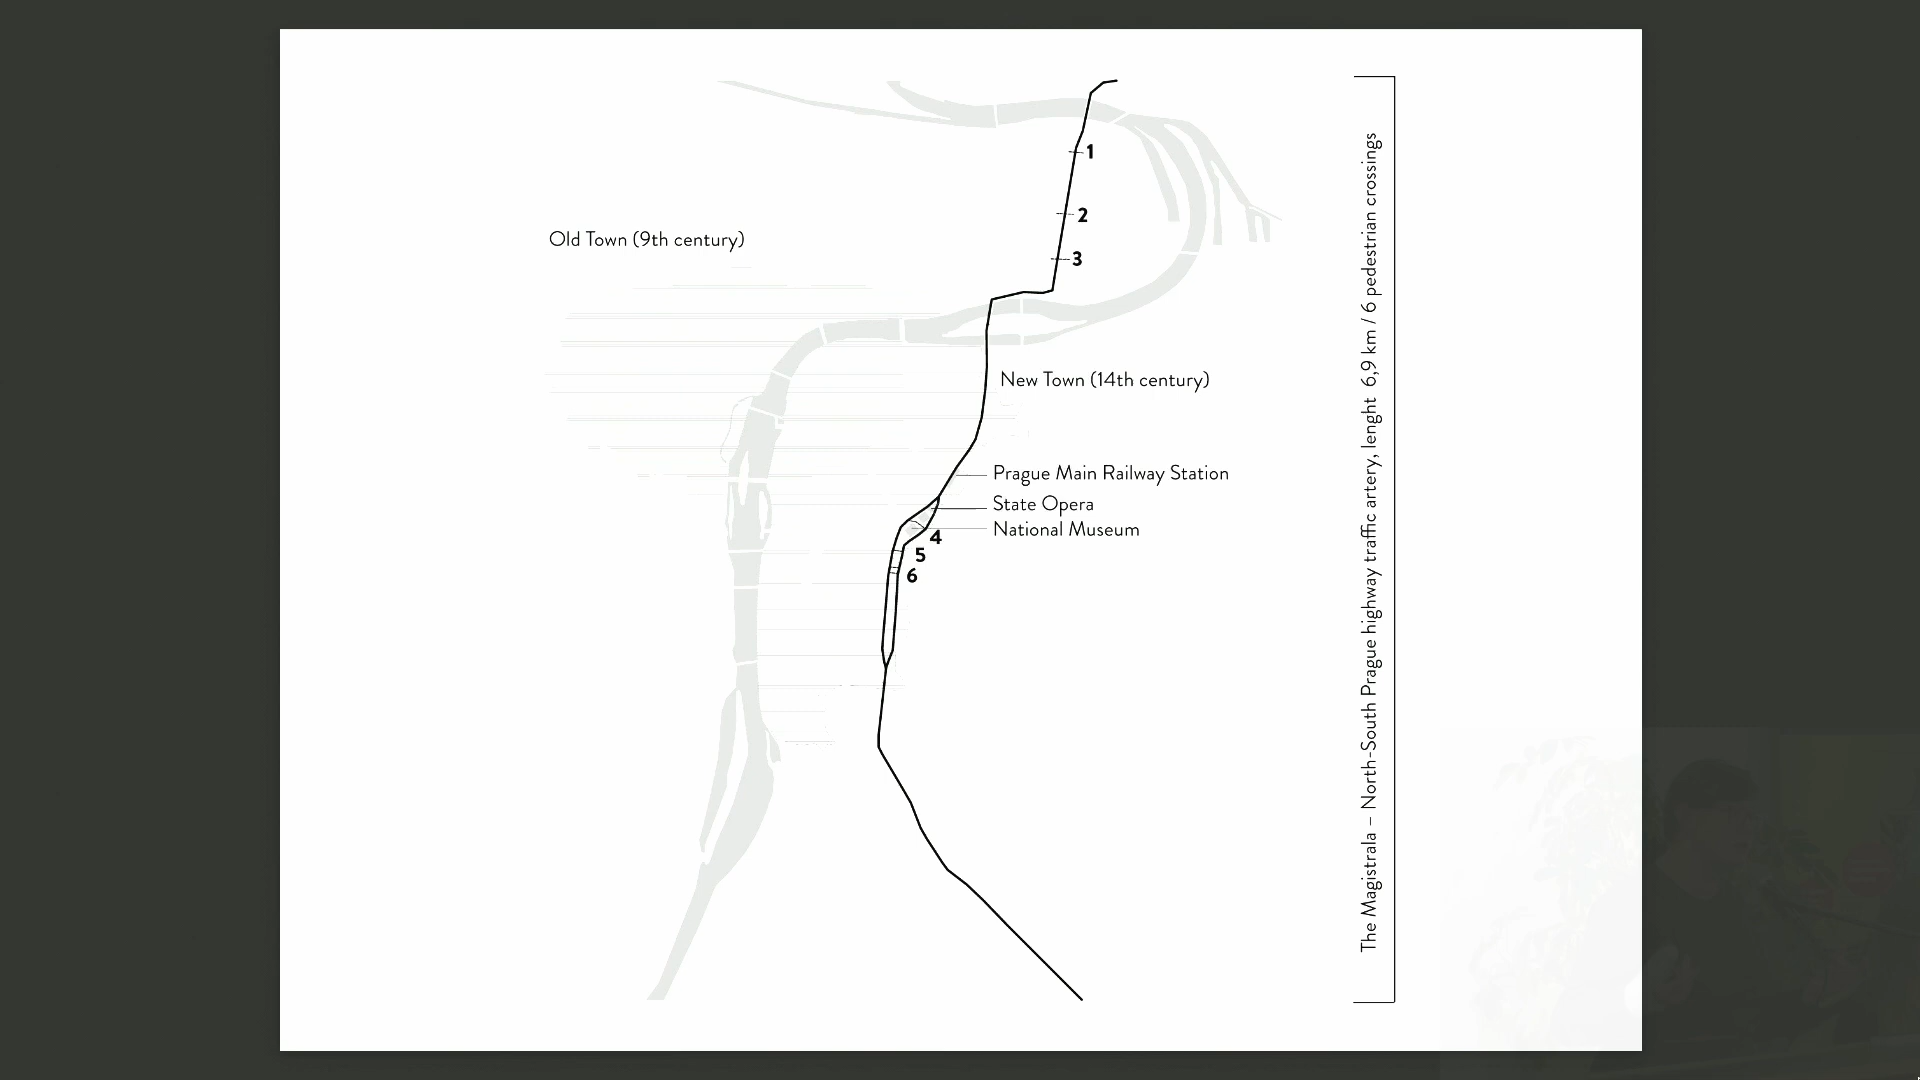 1
2
Old Town (9th century)
3
New Town (14th century)
Prague Main Railway Station
State Opera
National Museum
4
5
6
The Magistrala – North-South Prague highway traffic artery, lenght 6,9 km / 6 pedestrian crossings